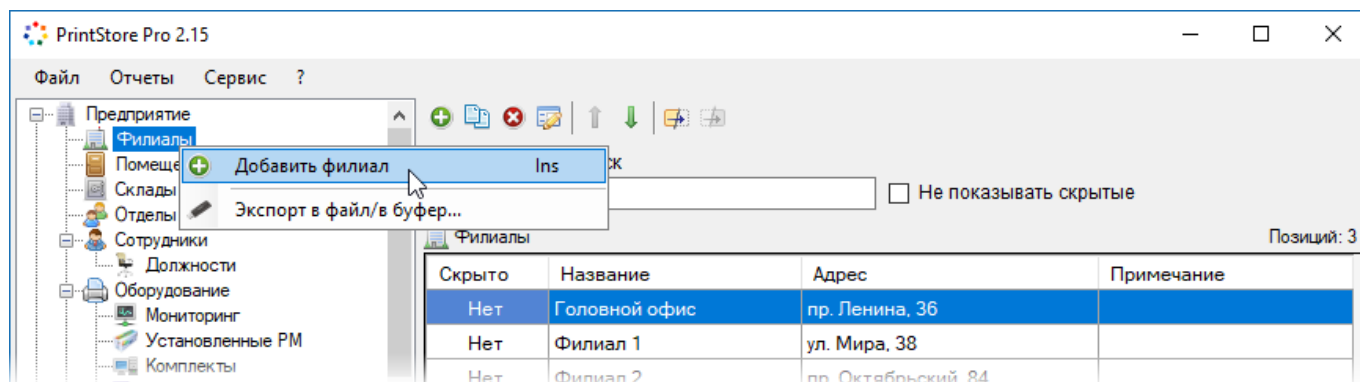 PrintStore Pro 2.15
Файл Отчеты Сервис ?
Предприятие
Филиалы
Склады
Отделы
Сотрудники
Должности
Оборудование
Мониторинг
Установленные РМ
Комплекты
Добавить филиал Ins
Экспорт в файл/в буфер...
Не показывать скрытые
Филиалы Позиций: 3
Скрыто Название Адрес Примечание
Нет Головной офис пр. Ленина, 36
Нет Филиал 1 ул. Мира, 38
Нет Филиал 2 пр. Октябрьский, 84